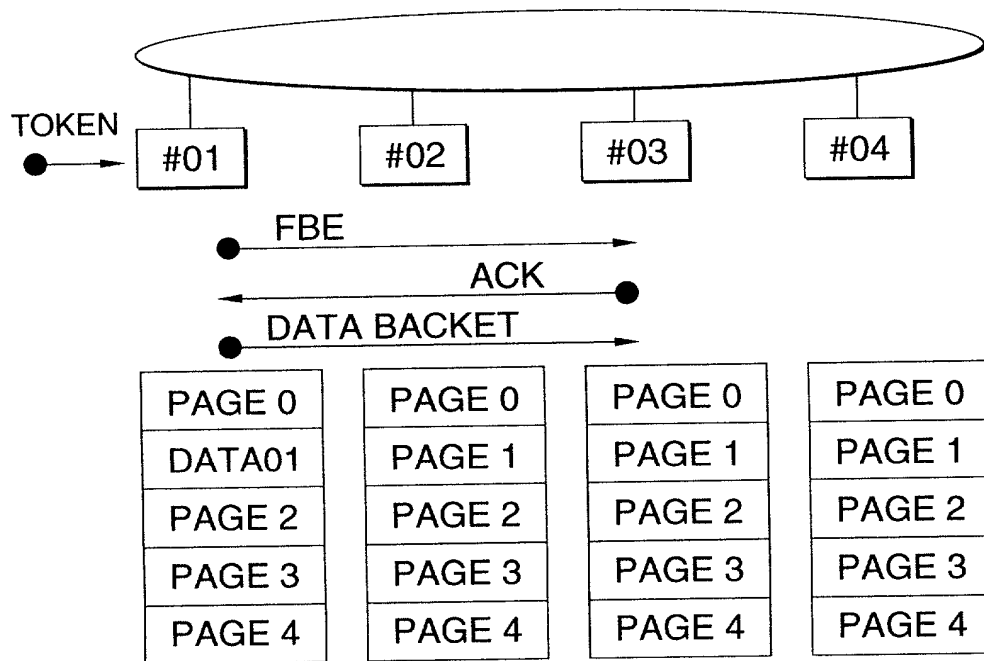 TOKEN
#01 #02 #03 #04
FBE
ACK
DATA BACKET
PAGE 0 PAGE 0 PAGE 0 PAGE 0
DATA01 PAGE 1 PAGE 1 PAGE 1
PAGE 2 PAGE 2 PAGE 2 PAGE 2
PAGE 3 PAGE 3 PAGE 3 PAGE 3
PAGE 4 PAGE 4 PAGE 4 PAGE 4